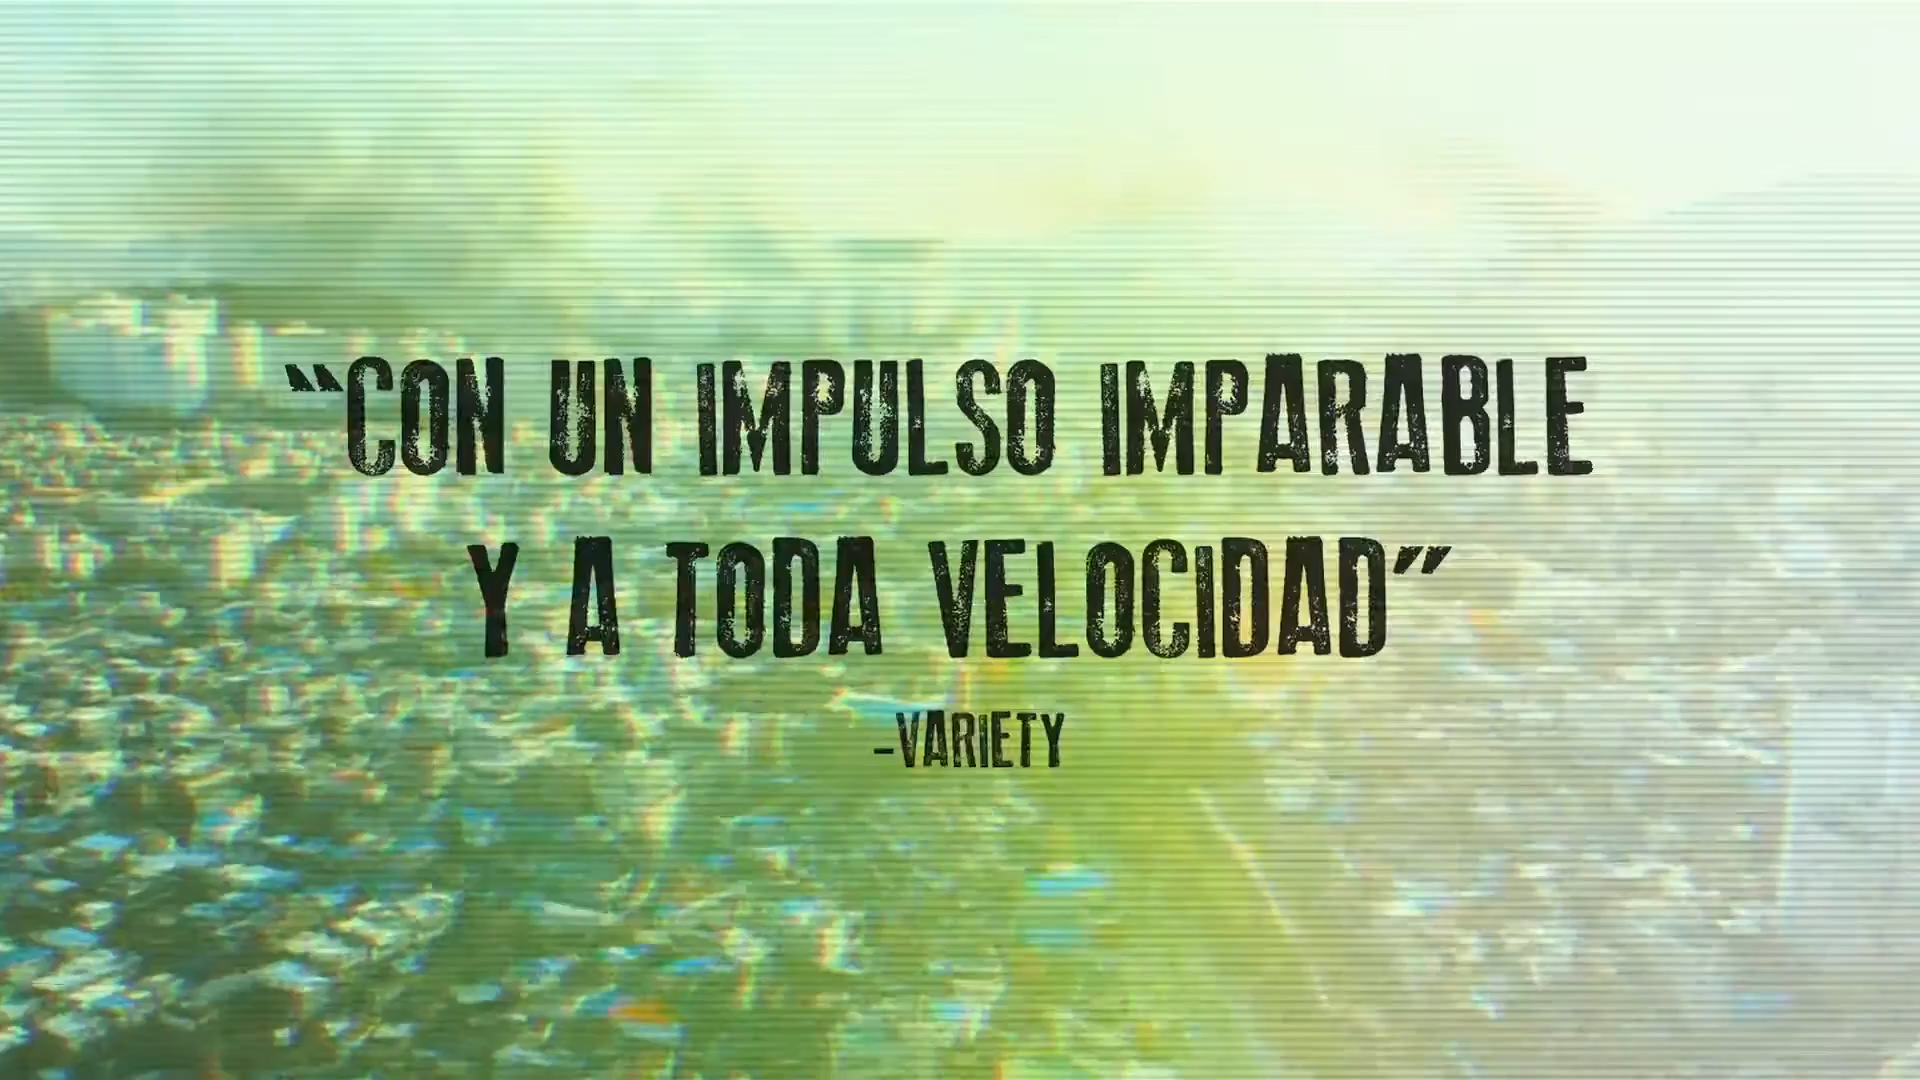 “CON UN IMPULSO IMPARABLE
Y A TODA VELOCIDAD”
-VARIETY